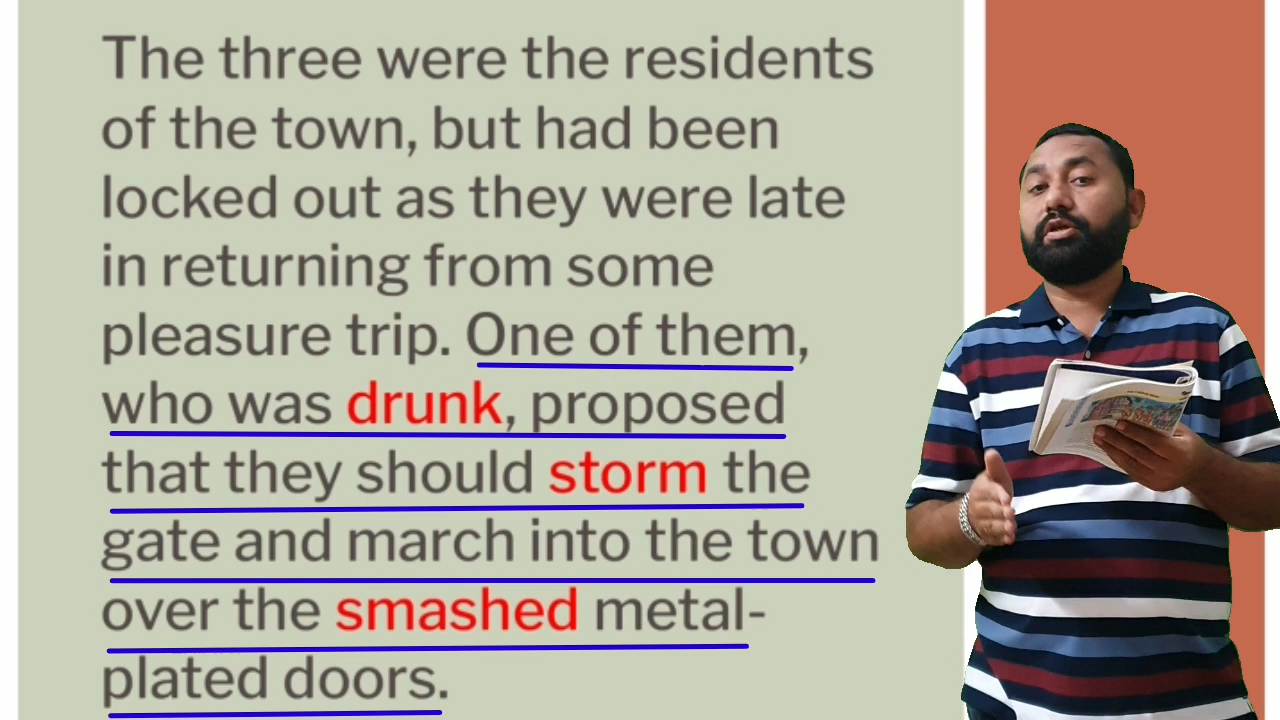 The three were the residents
of the town, but had been
locked out as they were late
in returning from some
pleasure trip. One of them,
who was drunk, proposed
that they should storm the
gate and march into the town
over the smashed metal-
plated doors.